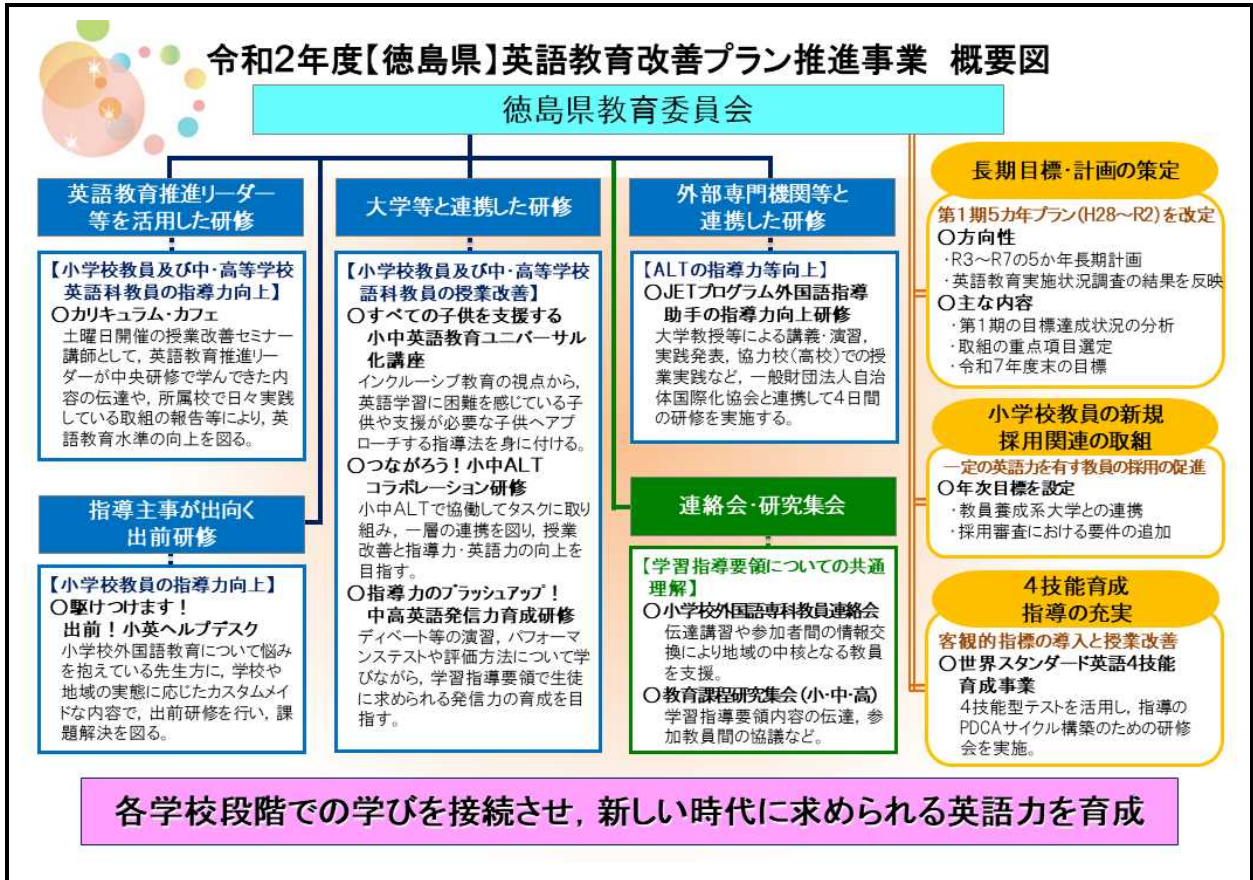 令和2年度【徳島県】英語教育改善プラン推進事業 概要図
徳島県教育委員会
英語教育推進リーダー
等を活用した研修
【小学校教員及び中・高等学校
英語科教員の指導力向上】
○カリキュラム・カフェ
土曜日開催の授業改善セミナー
講師として，英語教育推進リー
ダーが中央研修で学んできた内
容の伝達や，所属校で日々実践
している取組の報告等により，英
語教育水準の向上を図る。
指導主事が出向く
出前研修
【小学校教員の指導力向上】
○駆けつけます！
出前！小英ヘルプデスク
小学校外国語教育について悩み
を抱えている先生方に，学校や
地域の実態に応じたカスタムメイ
ドな内容で，出前研修を行い，課
題解決を図る。
大学等と連携した研修
【小学校教員及び中・高等学校
語科教員の授業改善】
○すべての子供を支援する
小中英語教育ユニバーサル
化講座
インクルーシブ教育の視点から，
英語学習に困難を感じている子
供や支援が必要な子供へアプ
ローチする指導法を身に付ける。
○つながろう！小中ALT
コラボレーション研修
小中ALTで協働してタスクに取り
組み，一層の連携を図り，授業
改善と指導力・英語力の向上を
目指す。
○指導力のブラッシュアップ！
中高英語発信力育成研修
ディベート等の演習，パフォーマ
ンステストや評価方法について学
びながら，学習指導要領で生徒
に求められる発信力の育成を目
指す。
外部専門機関等と
連携した研修
【ALTの指導力等向上】
○JETプログラム外国語指導
助手の指導力向上研修
大学教授等による講義・演習，
実践発表，協力校（高校）での授
業実践など，一般財団法人自治
体国際化協会と連携して4日間
の研修を実施する。
連絡会・研究集会
【学習指導要領についての共通
理解】
○小学校外国語専科教員連絡会
伝達講習や参加者間の情報交
換により地域の中核となる教員
を支援。
○教育課程研究集会（小・中・高）
学習指導要領内容の伝達，参
加教員間の協議など。
長期目標・計画の策定
第1期5カ年プラン(H28～R2)を改定
○方向性
・R3～R7の5か年長期計画
・英語教育実施状況調査の結果を反映
○主な内容
・第1期の目標達成状況の分析
・取組の重点項目選定
・令和7年度末の目標
小学校教員の新規
採用関連の取組
一定の英語力を有す教員の採用の促進
○年次目標を設定
・教員養成系大学との連携
・採用審査における要件の追加
4技能育成
指導の充実
客観的指標の導入と授業改善
○世界スタンダード英語4技能
育成事業
4技能型テストを活用し，指導の
PDCAサイクル構築のための研修
会を実施。
各学校段階での学びを接続させ，新しい時代に求められる英語力を育成